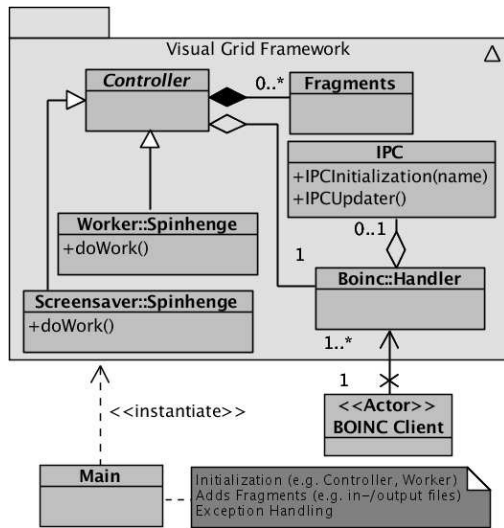 Visual Grid Framework
Controller
0..*
Fragments
IPC
+IPCInitialization(name)
+IPCUpdater()
0..1
Worker::Spinhenge
+doWork()
1
Boinc::Handler
Screensaver::Spinhenge
+doWork()
1..*
1
<<instantiate>>
<<Actor>>
BOINC Client
Main
Initialization (e.g. Controller, Worker)
Adds Fragments (e.g. in-/output files)
Exception Handling